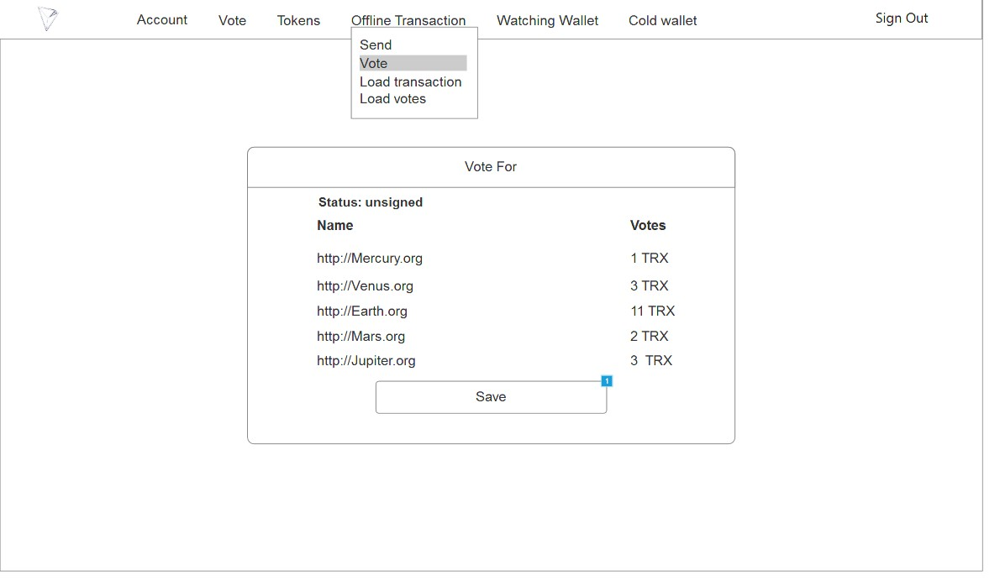 Account Vote Tokens Offline Transaction Watching Wallet Cold wallet Sign Out
Send
Vote
Load transaction
Load votes
Vote For
Status: unsigned
Name Votes
http://Mercury.org 1 TRX
http://Venus.org 3 TRX
http://Earth.org 11 TRX
http://Mars.org 2 TRX
http://Jupiter.org 3 TRX
1
Save